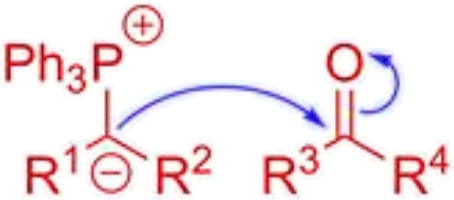 Ph₃P⊕ O
R¹ ⊖ R² R³ R⁴